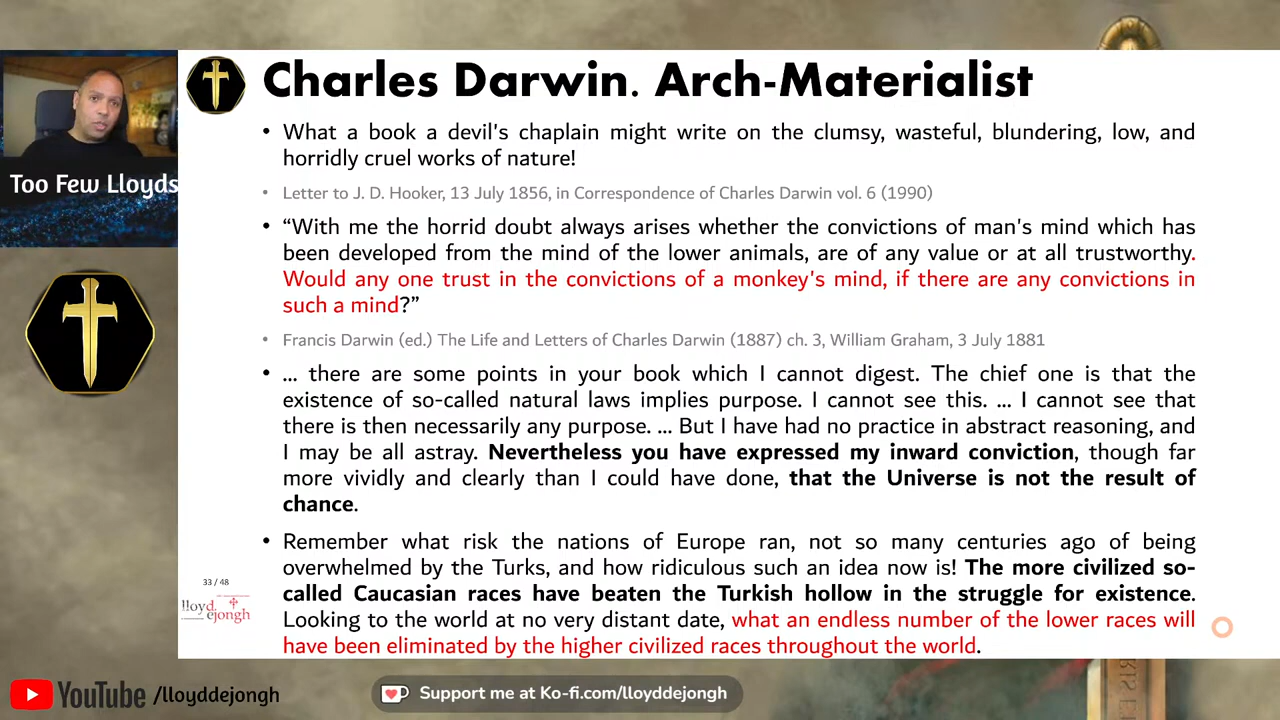 Charles Darwin. Arch-Materialist
• What a book a devil's chaplain might write on the clumsy, wasteful, blundering, low, and
horridly cruel works of nature!
• Letter to J. D. Hooker, 13 July 1856, in Correspondence of Charles Darwin vol. 6 (1990)
• “With me the horrid doubt always arises whether the convictions of man's mind which has
been developed from the mind of the lower animals, are of any value or at all trustworthy.
Would any one trust in the convictions of a monkey's mind, if there are any convictions in
such a mind?”
• Francis Darwin (ed.) The Life and Letters of Charles Darwin (1887) ch. 3, William Graham, 3 July 1881
• ... there are some points in your book which I cannot digest. The chief one is that the
existence of so-called natural laws implies purpose. I cannot see this. ... I cannot see that
there is then necessarily any purpose. ... But I have had no practice in abstract reasoning, and
I may be all astray. Nevertheless you have expressed my inward conviction, though far
more vividly and clearly than I could have done, that the Universe is not the result of
chance.
• Remember what risk the nations of Europe ran, not so many centuries ago of being
overwhelmed by the Turks, and how ridiculous such an idea now is! The more civilized so-
called Caucasian races have beaten the Turkish hollow in the struggle for existence.
Looking to the world at no very distant date, what an endless number of the lower races will
have been eliminated by the higher civilized races throughout the world.
Too Few Lloyds
33 / 48
lloyd
dejongh
YouTube /lloyddejongh
Support me at Ko-fi.com/lloyddejongh